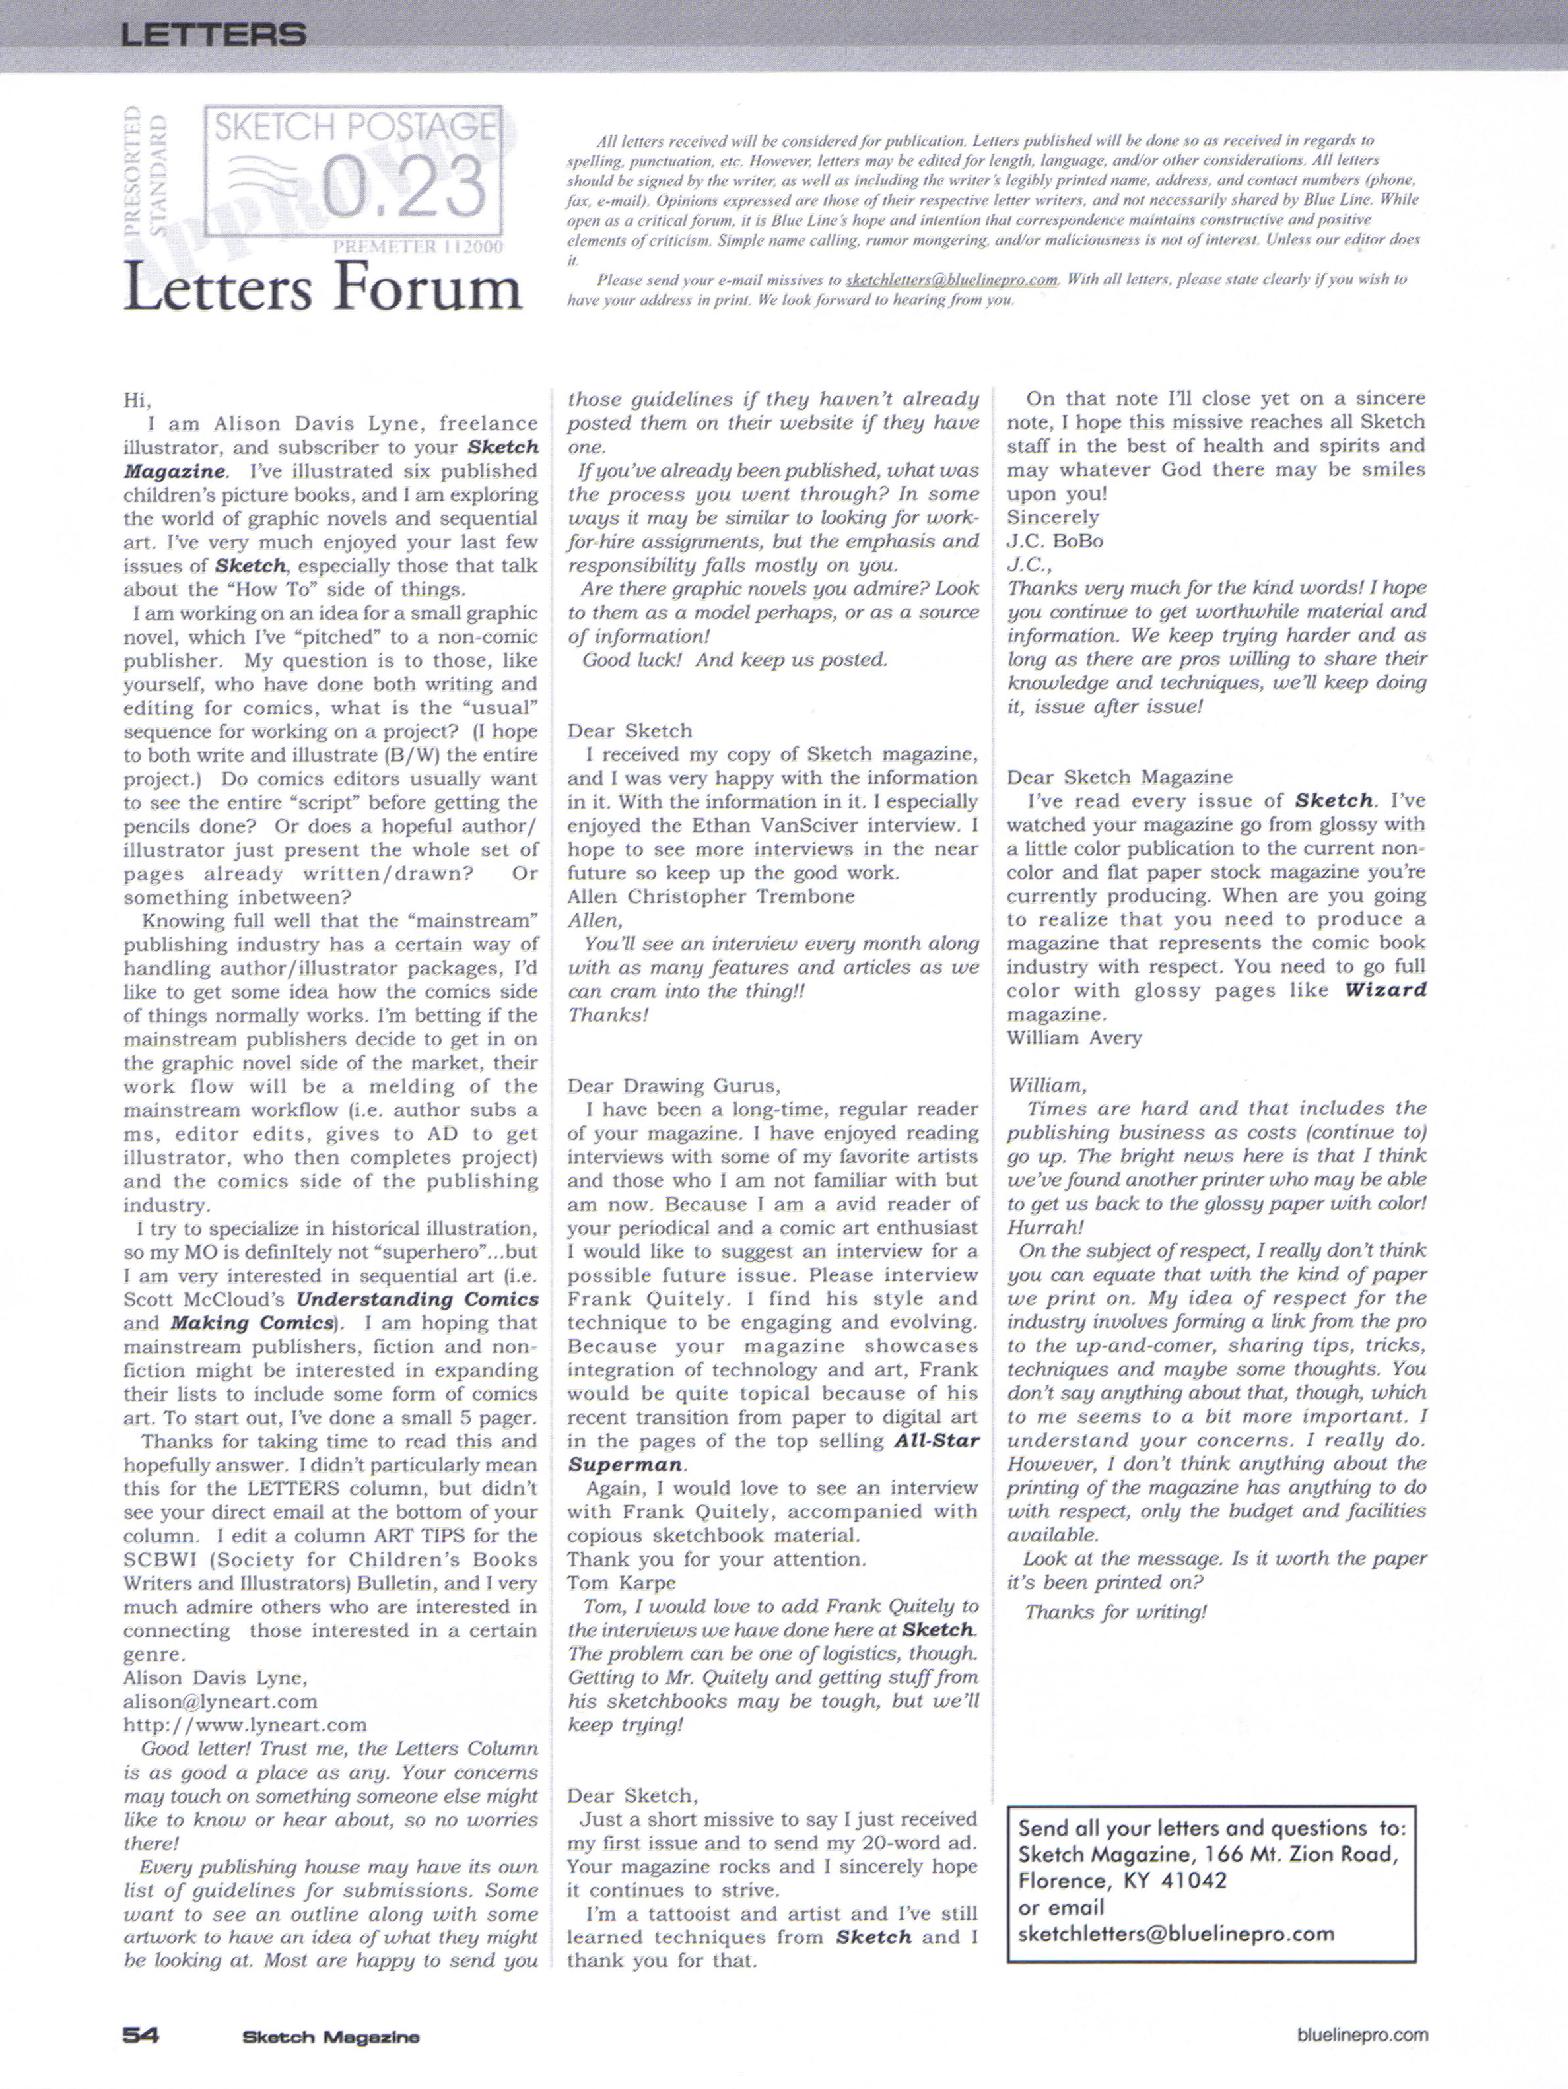 LETTERS
PRESORTED
STANDARD
SKETCH POSTAGE
0.23
APPROVED
PREMETER 112000
Letters Forum
All letters received will be considered for publication. Letters published will be done so as received in regards to
spelling, punctuation, etc. However, letters may be edited for length, language, and/or other considerations. All letters
should be signed by the writer, as well as including the writer's legibly printed name, address, and contact numbers (phone,
fax, e-mail). Opinions expressed are those of their respective letter writers, and not necessarily shared by Blue Line. While
open as a critical forum, it is Blue Line's hope and intention that correspondence maintains constructive and positive
elements of criticism. Simple name calling, rumor mongering, and/or maliciousness is not of interest. Unless our editor does
it.
Please send your e-mail missives to sketchletters@bluelinepro.com. With all letters, please state clearly if you wish to
have your address in print. We look forward to hearing from you.
Hi,
I am Alison Davis Lyne, freelance
illustrator, and subscriber to your Sketch
Magazine. I've illustrated six published
children's picture books, and I am exploring
the world of graphic novels and sequential
art. I've very much enjoyed your last few
issues of Sketch, especially those that talk
about the “How To” side of things.
I am working on an idea for a small graphic
novel, which I've “pitched” to a non-comic
publisher. My question is to those, like
yourself, who have done both writing and
editing for comics, what is the “usual”
sequence for working on a project? (I hope
to both write and illustrate (B/W) the entire
project.) Do comics editors usually want
to see the entire “script” before getting the
pencils done? Or does a hopeful author/
illustrator just present the whole set of
pages already written/drawn? Or
something inbetween?
Knowing full well that the “mainstream”
publishing industry has a certain way of
handling author/illustrator packages, I'd
like to get some idea how the comics side
of things normally works. I'm betting if the
mainstream publishers decide to get in on
the graphic novel side of the market, their
work flow will be a melding of the
mainstream workflow (i.e. author subs a
ms, editor edits, gives to AD to get
illustrator, who then completes project)
and the comics side of the publishing
industry.
I try to specialize in historical illustration,
so my MO is definItely not “superhero”...but
I am very interested in sequential art (i.e.
Scott McCloud's Understanding Comics
and Making Comics). I am hoping that
mainstream publishers, fiction and non-
fiction might be interested in expanding
their lists to include some form of comics
art. To start out, I've done a small 5 pager.
Thanks for taking time to read this and
hopefully answer. I didn't particularly mean
this for the LETTERS column, but didn't
see your direct email at the bottom of your
column. I edit a column ART TIPS for the
SCBWI (Society for Children's Books
Writers and Illustrators) Bulletin, and I very
much admire others who are interested in
connecting those interested in a certain
genre.
Alison Davis Lyne,
alison@lyneart.com
http://www.lyneart.com
Good letter! Trust me, the Letters Column
is as good a place as any. Your concerns
may touch on something someone else might
like to know or hear about, so no worries
there!
Every publishing house may have its own
list of guidelines for submissions. Some
want to see an outline along with some
artwork to have an idea of what they might
be looking at. Most are happy to send you
those guidelines if they haven't already
posted them on their website if they have
one.
If you've already been published, what was
the process you went through? In some
ways it may be similar to looking for work-
for-hire assignments, but the emphasis and
responsibility falls mostly on you.
Are there graphic novels you admire? Look
to them as a model perhaps, or as a source
of information!
Good luck! And keep us posted.
Dear Sketch
I received my copy of Sketch magazine,
and I was very happy with the information
in it. With the information in it. I especially
enjoyed the Ethan VanSciver interview. I
hope to see more interviews in the near
future so keep up the good work.
Allen Christopher Trembone
Allen,
You'll see an interview every month along
with as many features and articles as we
can cram into the thing!!
Thanks!
Dear Drawing Gurus,
I have been a long-time, regular reader
of your magazine. I have enjoyed reading
interviews with some of my favorite artists
and those who I am not familiar with but
am now. Because I am a avid reader of
your periodical and a comic art enthusiast
I would like to suggest an interview for a
possible future issue. Please interview
Frank Quitely. I find his style and
technique to be engaging and evolving.
Because your magazine showcases
integration of technology and art, Frank
would be quite topical because of his
recent transition from paper to digital art
in the pages of the top selling All-Star
Superman.
Again, I would love to see an interview
with Frank Quitely, accompanied with
copious sketchbook material.
Thank you for your attention.
Tom Karpe
Tom, I would love to add Frank Quitely to
the interviews we have done here at Sketch.
The problem can be one of logistics, though.
Getting to Mr. Quitely and getting stuff from
his sketchbooks may be tough, but we'll
keep trying!
Dear Sketch,
Just a short missive to say I just received
my first issue and to send my 20-word ad.
Your magazine rocks and I sincerely hope
it continues to strive.
I'm a tattooist and artist and I've still
learned techniques from Sketch and I
thank you for that.
On that note I'll close yet on a sincere
note, I hope this missive reaches all Sketch
staff in the best of health and spirits and
may whatever God there may be smiles
upon you!
Sincerely
J.C. BoBo
J.C.,
Thanks very much for the kind words! I hope
you continue to get worthwhile material and
information. We keep trying harder and as
long as there are pros willing to share their
knowledge and techniques, we'll keep doing
it, issue after issue!
Dear Sketch Magazine
I've read every issue of Sketch. I've
watched your magazine go from glossy with
a little color publication to the current non-
color and flat paper stock magazine you're
currently producing. When are you going
to realize that you need to produce a
magazine that represents the comic book
industry with respect. You need to go full
color with glossy pages like Wizard
magazine.
William Avery
William,
Times are hard and that includes the
publishing business as costs (continue to)
go up. The bright news here is that I think
we've found another printer who may be able
to get us back to the glossy paper with color!
Hurrah!
On the subject of respect, I really don't think
you can equate that with the kind of paper
we print on. My idea of respect for the
industry involves forming a link from the pro
to the up-and-comer, sharing tips, tricks,
techniques and maybe some thoughts. You
don't say anything about that, though, which
to me seems to a bit more important. I
understand your concerns. I really do.
However, I don't think anything about the
printing of the magazine has anything to do
with respect, only the budget and facilities
available.
Look at the message. Is it worth the paper
it's been printed on?
Thanks for writing!
Send all your letters and questions to:
Sketch Magazine, 166 Mt. Zion Road,
Florence, KY 41042
or email
sketchletters@bluelinepro.com
54
Sketch Magazine
bluelinepro.com